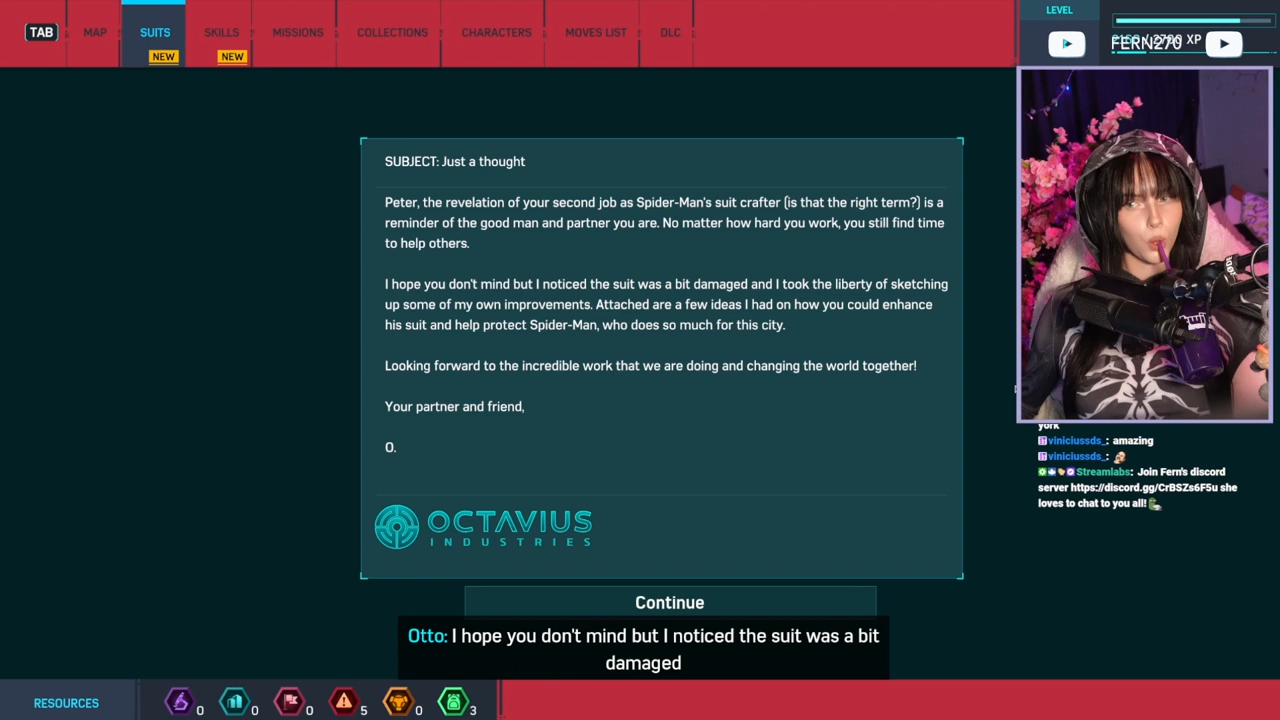 TAB
MAP
SUITS
SKILLS
MISSIONS
COLLECTIONS
CHARACTERS
MOVES LIST
DLC
NEW
NEW
LEVEL
XP
FERN270
SUBJECT: Just a thought
Peter, the revelation of your second job as Spider-Man's suit crafter (is that the right term?) is a
reminder of the good man and partner you are. No matter how hard you work, you still find time
to help others.
I hope you don't mind but I noticed the suit was a bit damaged and I took the liberty of sketching
up some of my own improvements. Attached are a few ideas I had on how you could enhance
his suit and help protect Spider-Man, who does so much for this city.
Looking forward to the incredible work that we are doing and changing the world together!
Your partner and friend,
O.
OCTAVIUS
INDUSTRIES
Continue
Otto: I hope you don't mind but I noticed the suit was a bit
damaged
york
viniciussds_: amazing
viniciussds_:
Streamlabs: Join Fern's discord
server https://discord.gg/CrBSZs6F5u she
loves to chat to you all!
RESOURCES
0
0
0
5
0
3